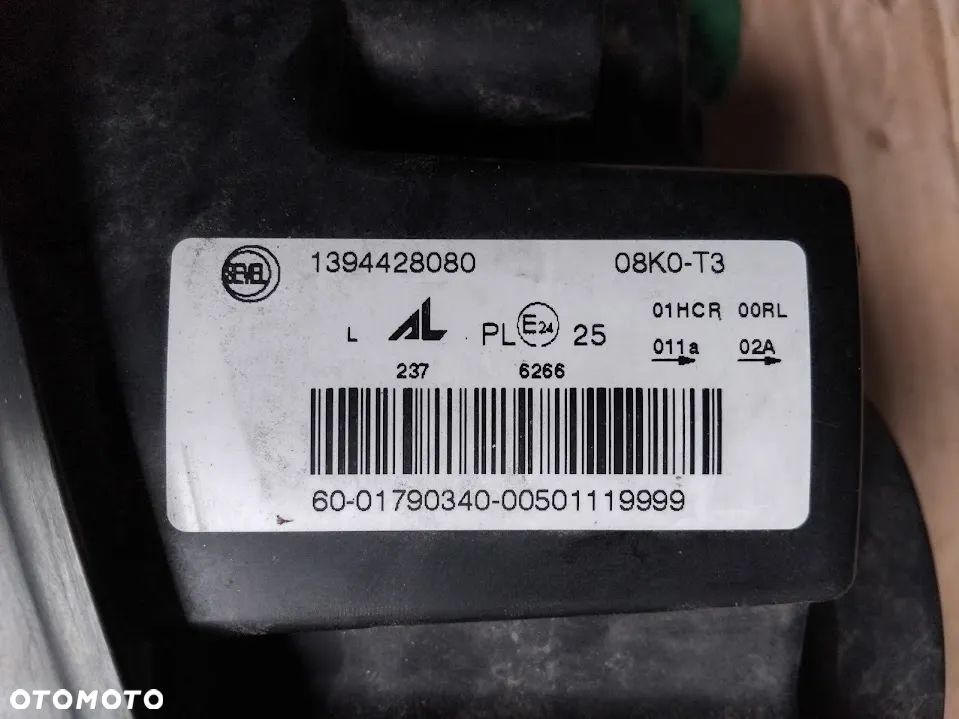 SEVEL 1394428080 08K0-T3
01HCR 00RL
L AL PL E24 25 011a 02A
237 6266
60-01790340-00501119999
OTOMOTO